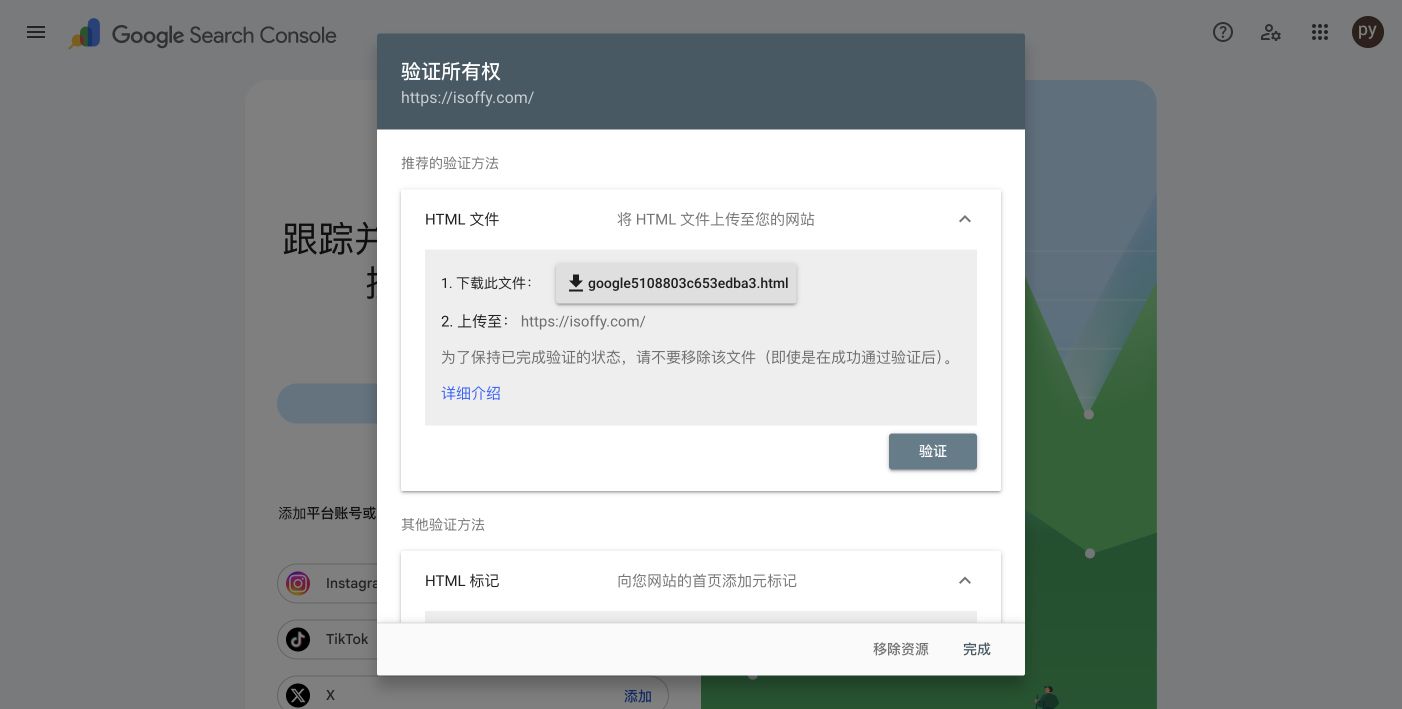 Google Search Console
py
验证所有权
https://isoffy.com/
推荐的验证方法
HTML 文件
将 HTML 文件上传至您的网站
跟踪并
1. 下载此文件：
google5108803c653edba3.html
2. 上传至：
https://isoffy.com/
为了保持已完成验证的状态，请不要移除该文件（即使是在成功通过验证后）。
详细介绍
验证
添加平台账号或
其他验证方法
HTML 标记
向您网站的首页添加元标记
Instagra
TikTok
移除资源
完成
X
添加